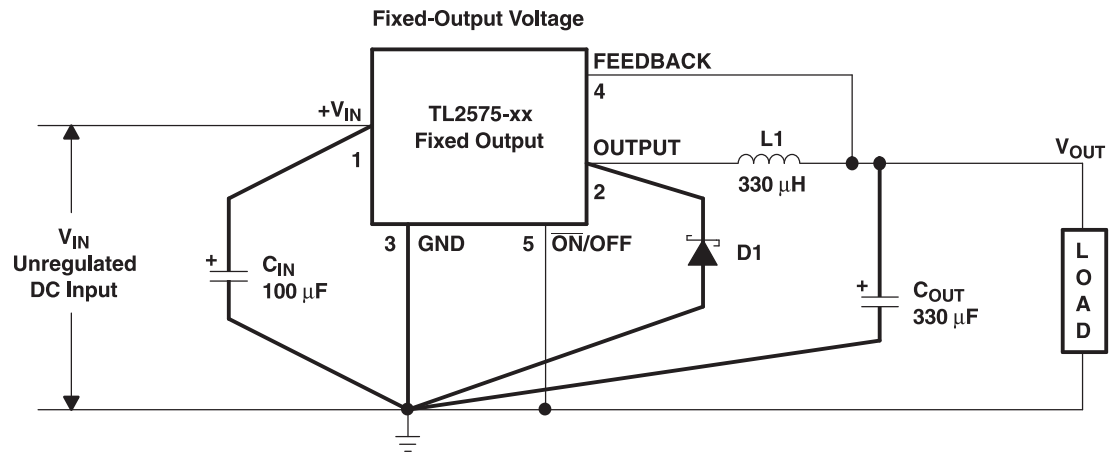 Fixed-Output Voltage
FEEDBACK
4
+VIN
TL2575-xx
Fixed Output
1
OUTPUT
L1
VOUT
2
330 μH
3
GND
5
ON/OFF
D1
VIN
Unregulated
DC Input
+
CIN
100 μF
+
COUT
330 μF
L
O
A
D